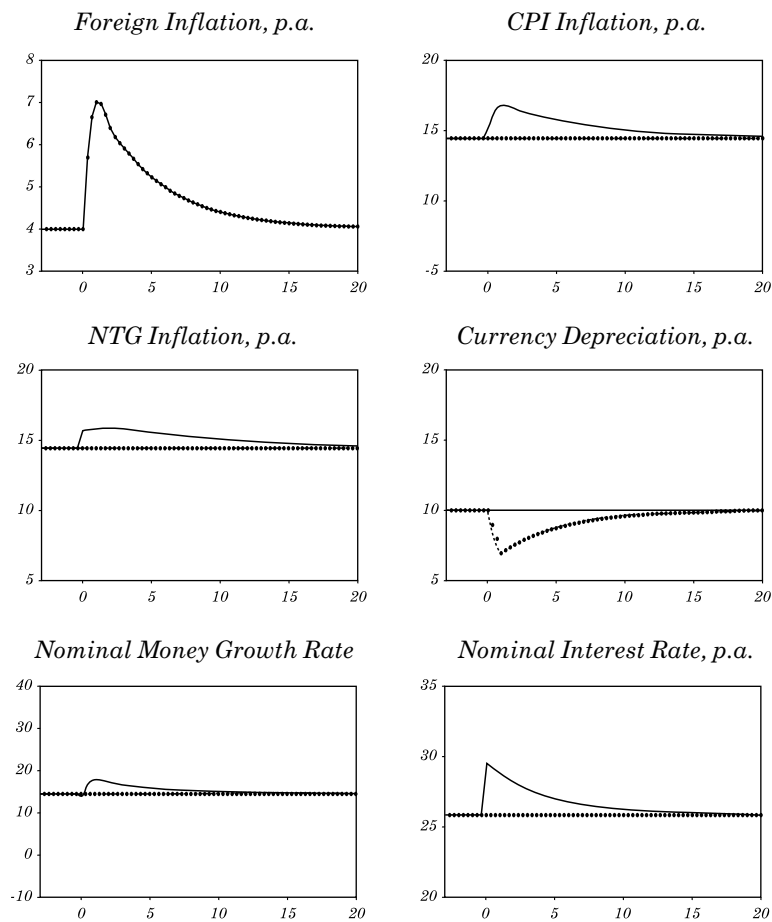 Foreign Inflation, p.a.
8
7
6
5
4
3
0 5 10 15 20
CPI Inflation, p.a.
20
15
14
-5
0 5 10 15 20
NTG Inflation, p.a.
20
15
10
5
0 5 10 15 20
Currency Depreciation, p.a.
20
15
10
5
0 5 10 15 20
Nominal Money Growth Rate
40
30
20
10
0
-10
0 5 10 15 20
Nominal Interest Rate, p.a.
35
30
25
20
0 5 10 15 20